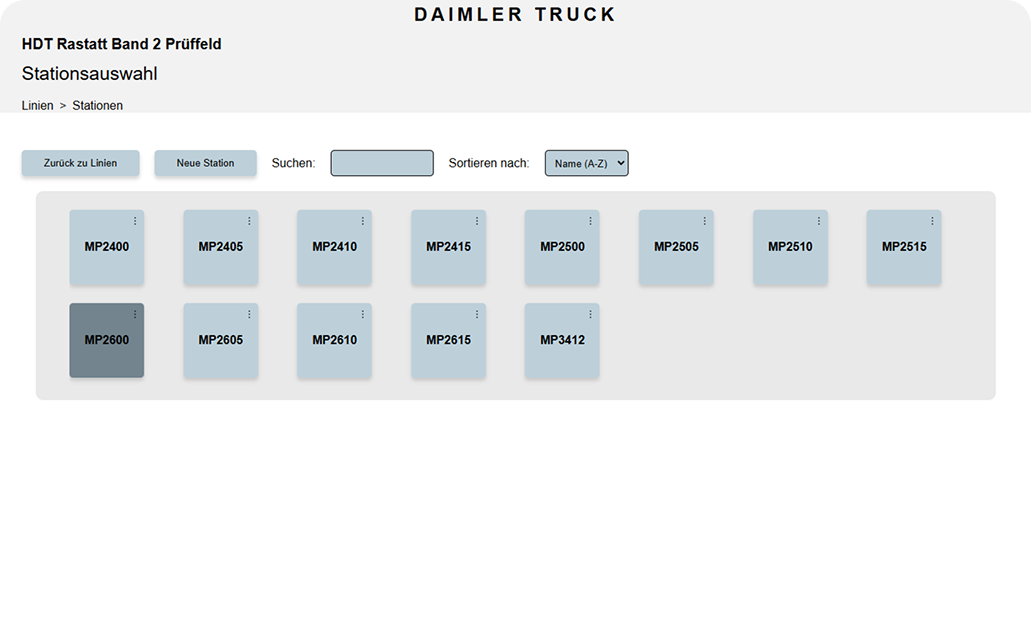 DAIMLER TRUCK
HDT Rastatt Band 2 Prüffeld
Stationsauswahl
Linien > Stationen
Zurück zu Linien Neue Station Suchen: Sortieren nach: Name (A-Z)
MP2400 MP2405 MP2410 MP2415 MP2500 MP2505 MP2510 MP2515
MP2600 MP2605 MP2610 MP2615 MP3412